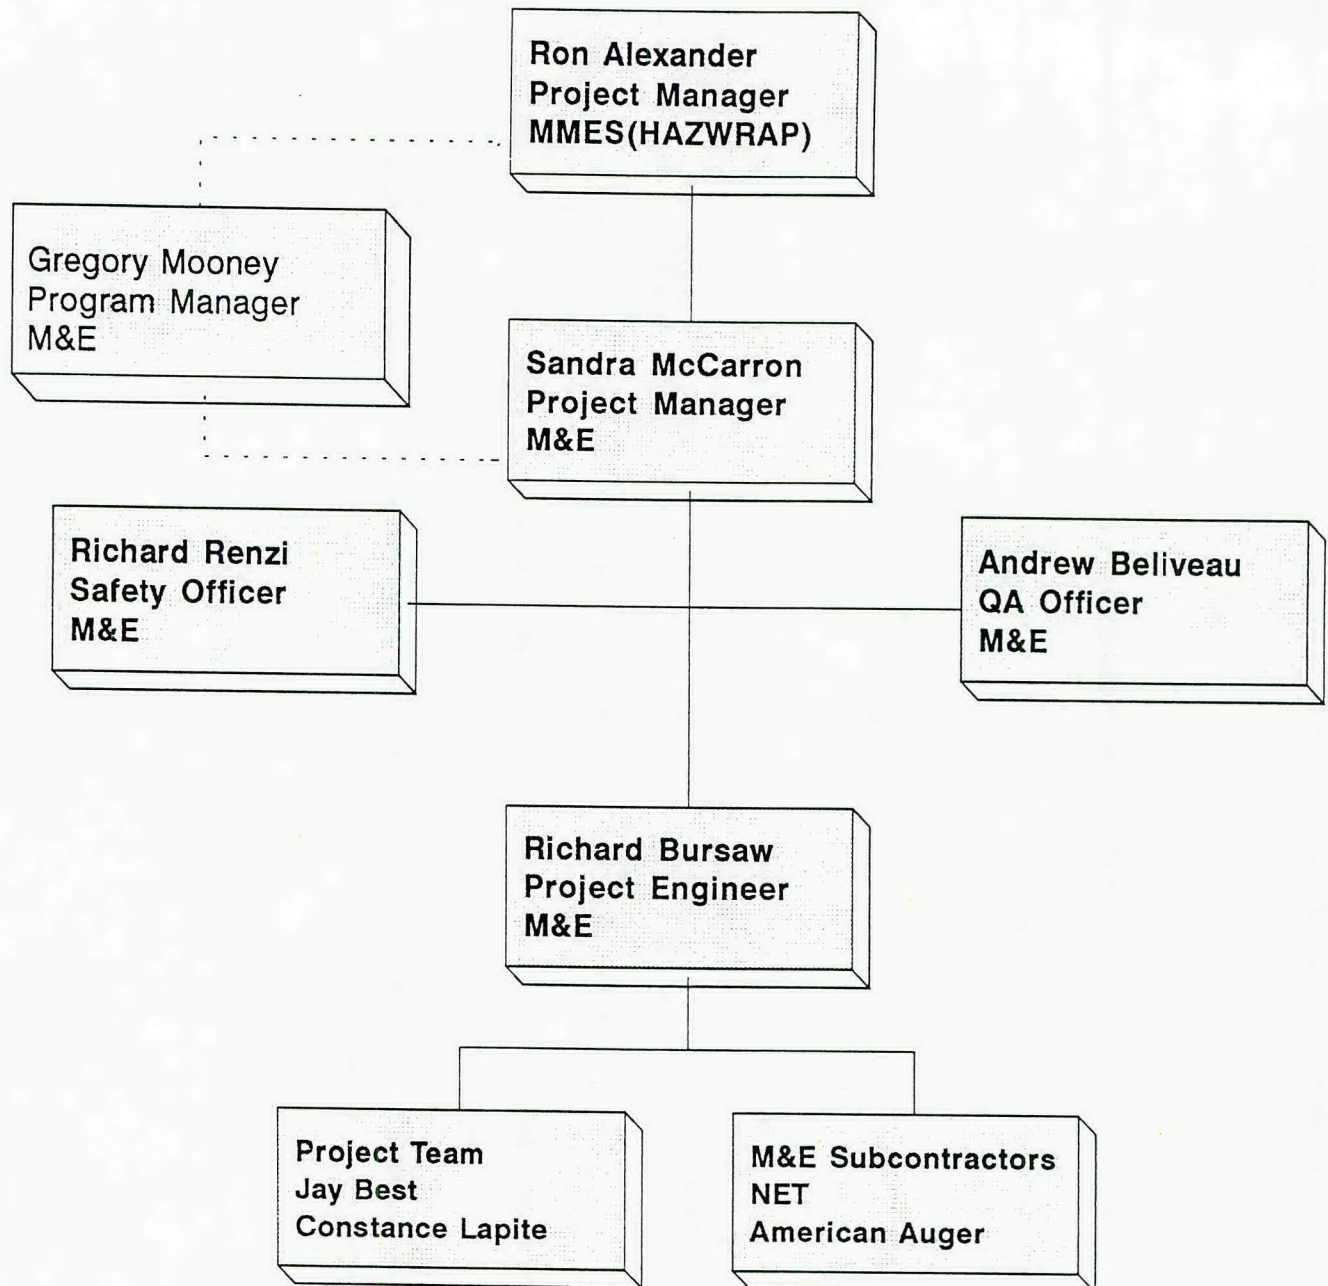 Ron Alexander
Project Manager
MMES(HAZWRAP)
Gregory Mooney
Program Manager
M&E
Sandra McCarron
Project Manager
M&E
Richard Renzi
Safety Officer
M&E
Andrew Beliveau
QA Officer
M&E
Richard Bursaw
Project Engineer
M&E
Project Team
Jay Best
Constance Lapite
M&E Subcontractors
NET
American Auger